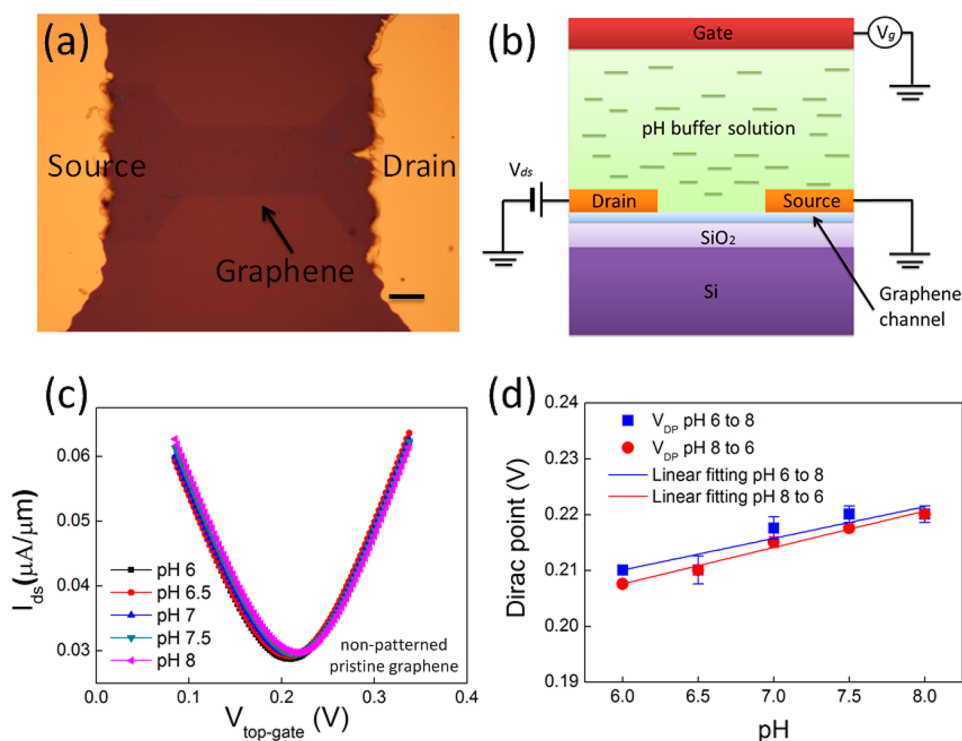 (a)
Source
Drain
Graphene
(b)
Gate
Vg
pH buffer solution
Vds
Drain
Source
SiO2
Si
Graphene
channel
(c)
Ids(μA/μm)
0.06
0.05
0.04
0.03
pH 6
pH 6.5
pH 7
pH 7.5
pH 8
non-patterned
pristine graphene
0.0 0.1 0.2 0.3 0.4
Vtop-gate (V)
(d)
Dirac point (V)
0.24
0.23
0.22
0.21
0.20
0.19
VDP pH 6 to 8
VDP pH 8 to 6
Linear fitting pH 6 to 8
Linear fitting pH 8 to 6
6.0 6.5 7.0 7.5 8.0
pH